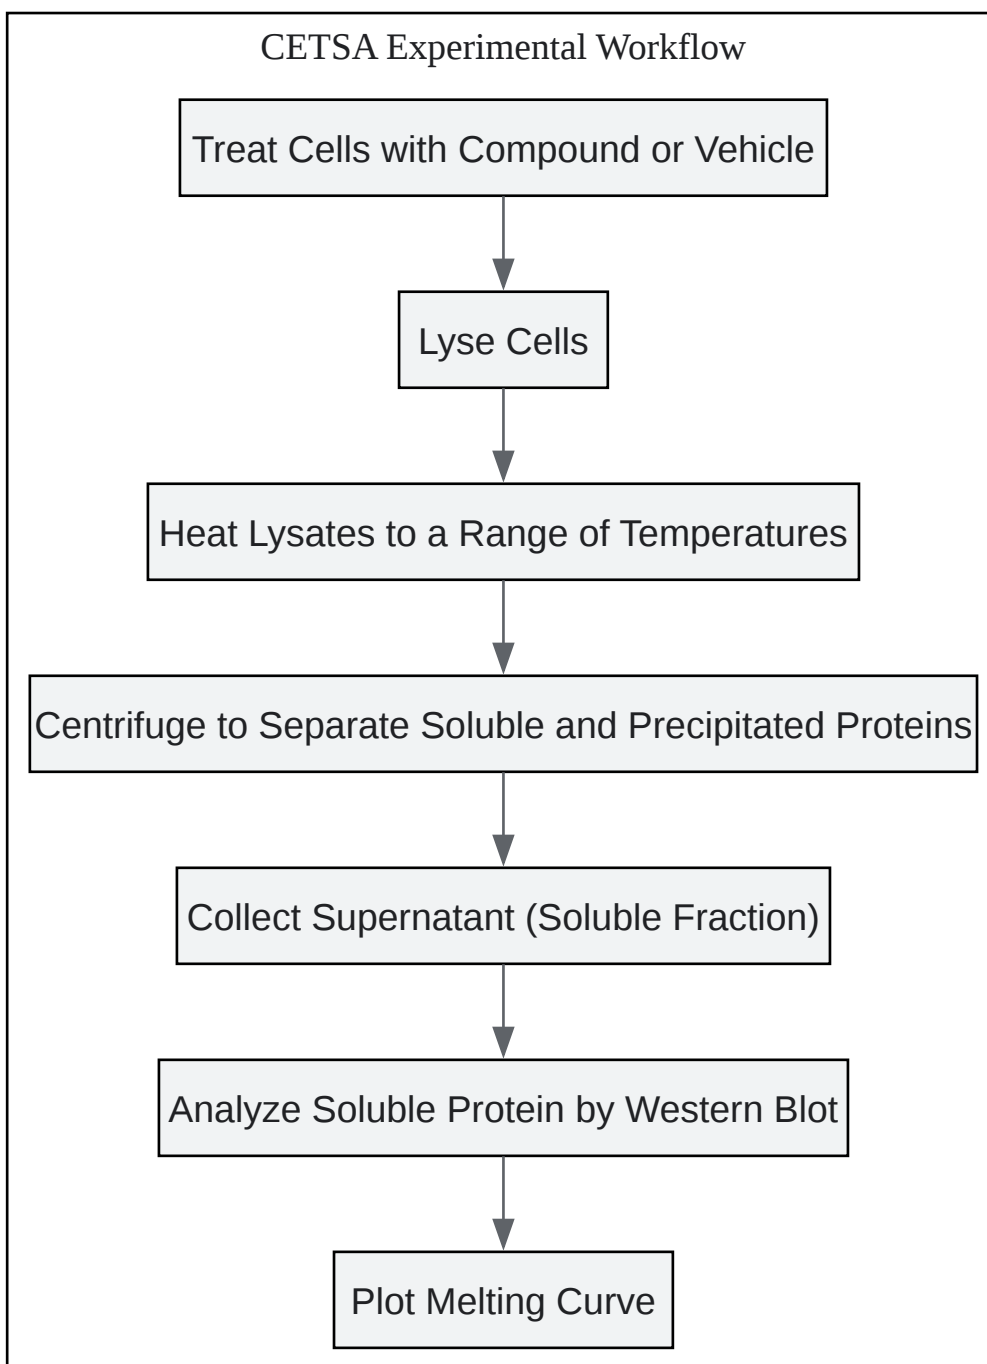 CETSA Experimental Workflow
Treat Cells with Compound or Vehicle
Lyse Cells
Heat Lysates to a Range of Temperatures
Centrifuge to Separate Soluble and Precipitated Proteins
Collect Supernatant (Soluble Fraction)
Analyze Soluble Protein by Western Blot
Plot Melting Curve